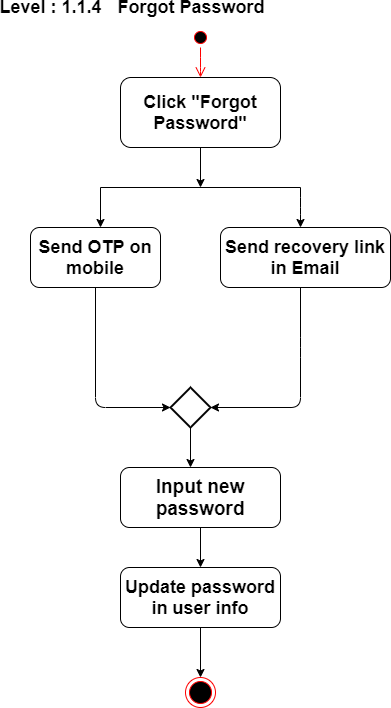 Level : 1.1.4 Forgot Password
Click "Forgot
Password"
Send OTP on
mobile
Send recovery link
in Email
Input new
password
Update password
in user info